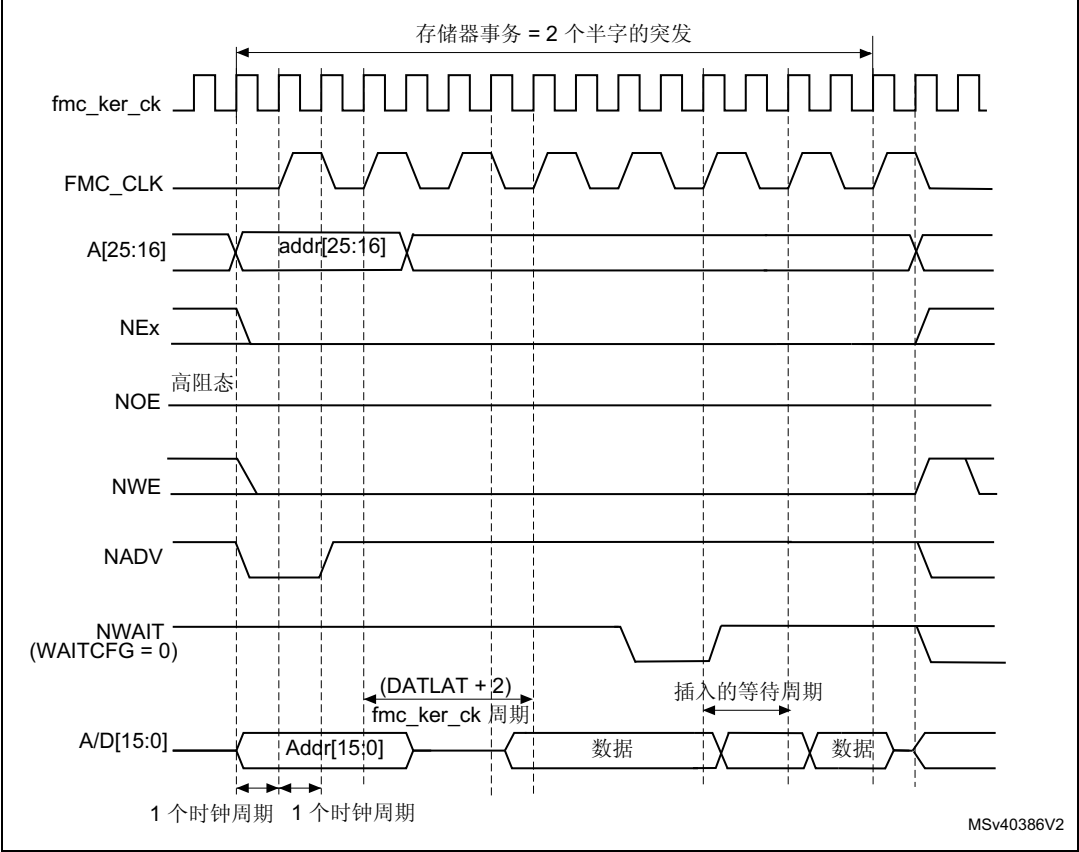 存储器事务 = 2 个半字的突发
fmc_ker_ck
FMC_CLK
A[25:16]
addr[25:16]
NEx
高阻态
NOE
NWE
NADV
NWAIT
(WAITCFG = 0)
(DATLAT + 2)
fmc_ker_ck 周期
插入的等待周期
A/D[15:0]
Addr[15:0]
数据
数据
1 个时钟周期
1 个时钟周期
MSv40386V2